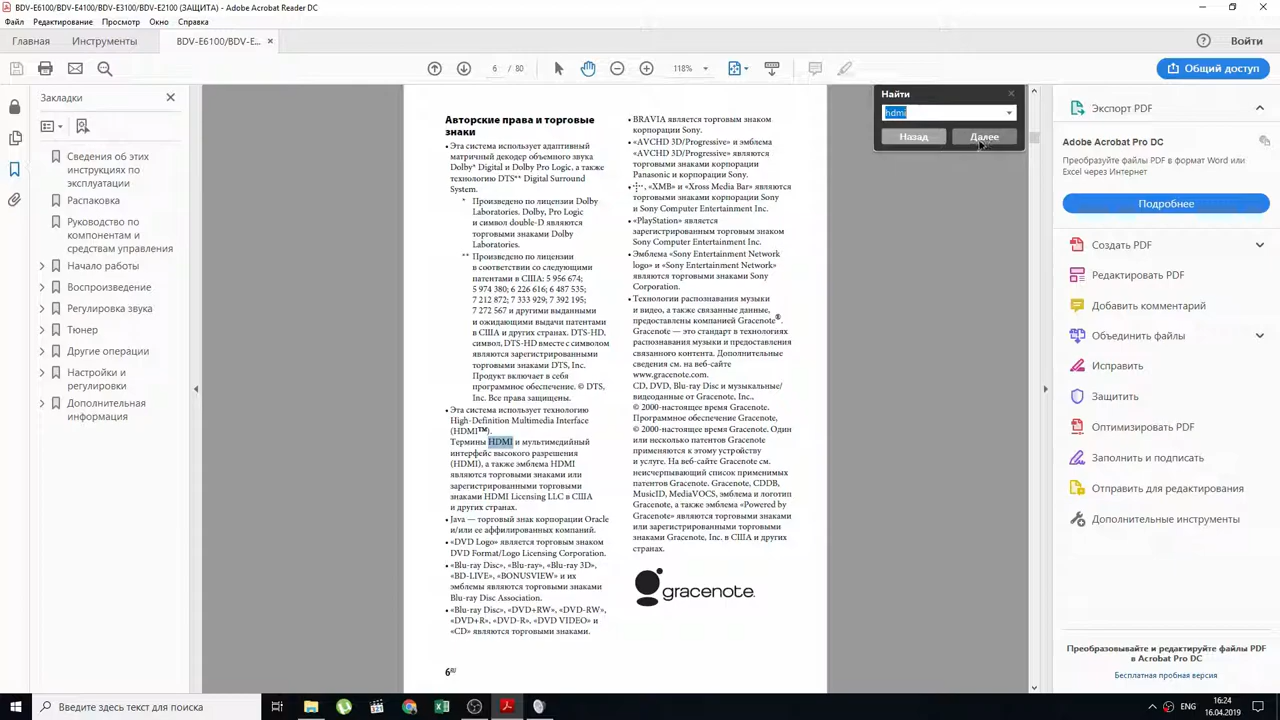 BDV-E6100/BDV-E4100/BDV-E3100/BDV-E2100 (ЗАЩИТА) - Adobe Acrobat Reader DC
Файл Редактирование Просмотр Окно Справка
Главная Инструменты BDV-E6100/BDV-E... × Войти
6 / 80 118% Общий доступ
Закладки
Сведения об этих
инструкциях по
эксплуатации
Распаковка
Руководство по
компонентам и
средствам управления
Начало работы
Воспроизведение
Регулировка звука
Тюнер
Другие операции
Настройки и
регулировки
Дополнительная
информация
Авторские права и торговые
знаки
• Эта система использует адаптивный
матричный декодер объемного звука
Dolby* Digital и Dolby Pro Logic, а также
технологию DTS** Digital Surround
System.
* Произведено по лицензии Dolby
Laboratories. Dolby, Pro Logic
и символ double-D являются
торговыми знаками Dolby
Laboratories.
** Произведено по лицензии
в соответствии со следующими
патентами в США: 5 956 674;
5 974 380; 6 226 616; 6 487 535;
7 212 872; 7 333 929; 7 392 195;
7 272 567 и другими выданными
и ожидающими выдачи патентами
в США и других странах. DTS-HD,
символ, DTS-HD вместе с символом
являются зарегистрированными
торговыми знаками DTS, Inc.
Продукт включает в себя
программное обеспечение. © DTS,
Inc. Все права защищены.
• Эта система использует технологию
High-Definition Multimedia Interface
(HDMI™).
Термины HDMI и мультимедийный
интерфейс высокого разрешения
(HDMI), а также эмблема HDMI
являются торговыми знаками или
зарегистрированными торговыми
знаками HDMI Licensing LLC в США
и других странах.
• Java — торговый знак корпорации Oracle
и/или ее аффилированных компаний.
• «DVD Logo» является торговым знаком
DVD Format/Logo Licensing Corporation.
• «Blu-ray Disc», «Blu-ray», «Blu-ray 3D»,
«BD-LIVE», «BONUSVIEW» и их
эмблемы являются торговыми знаками
Blu-ray Disc Association.
• «Blu-ray Disc», «DVD+RW», «DVD-RW»,
«DVD+R», «DVD-R», «DVD VIDEO» и
«CD» являются торговыми знаками.
6RU
• BRAVIA является торговым знаком
корпорации Sony.
• «AVCHD 3D/Progressive» и эмблема
«AVCHD 3D/Progressive» являются
торговыми знаками корпорации
Panasonic и корпорации Sony.
• , «XMB» и «Xross Media Bar» являются
торговыми знаками корпорации Sony
и Sony Computer Entertainment Inc.
• «PlayStation» является
зарегистрированным торговым знаком
Sony Computer Entertainment Inc.
• Эмблема «Sony Entertainment Network
logo» и «Sony Entertainment Network»
являются торговыми знаками Sony
Corporation.
• Технологии распознавания музыки
и видео, а также связанные данные,
предоставлены компанией Gracenote®.
Gracenote — это стандарт в технологиях
распознавания музыки и предоставления
связанного контента. Дополнительные
сведения см. на веб-сайте
www.gracenote.com.
CD, DVD, Blu-ray Disc и музыкальные/
видеоданные от Gracenote, Inc.,
© 2000-настоящее время Gracenote.
Программное обеспечение Gracenote,
© 2000-настоящее время Gracenote. Один
или несколько патентов Gracenote
применяются к этому устройству
и услуге. На веб-сайте Gracenote см.
неисчерпывающий список применимых
патентов Gracenote. Gracenote, CDDB,
MusicID, MediaVOCS, эмблема и логотип
Gracenote, а также эмблема «Powered by
Gracenote» являются торговыми знаками
или зарегистрированными торговыми
знаками Gracenote, Inc. в США и других
странах.
gracenote.
Найти
hdmi
Назад Далее
Экспорт PDF
Adobe Acrobat Pro DC
Преобразуйте файлы PDF в формат Word или
Excel через Интернет
Подробнее
Создать PDF
Редактировать PDF
Добавить комментарий
Объединить файлы
Исправить
Защитить
Оптимизировать PDF
Заполнить и подписать
Отправить для редактирования
Дополнительные инструменты
Преобразовывайте и редактируйте файлы PDF
в Acrobat Pro DC
Бесплатная пробная версия
Введите здесь текст для поиска
ENG
16:24
16.04.2019